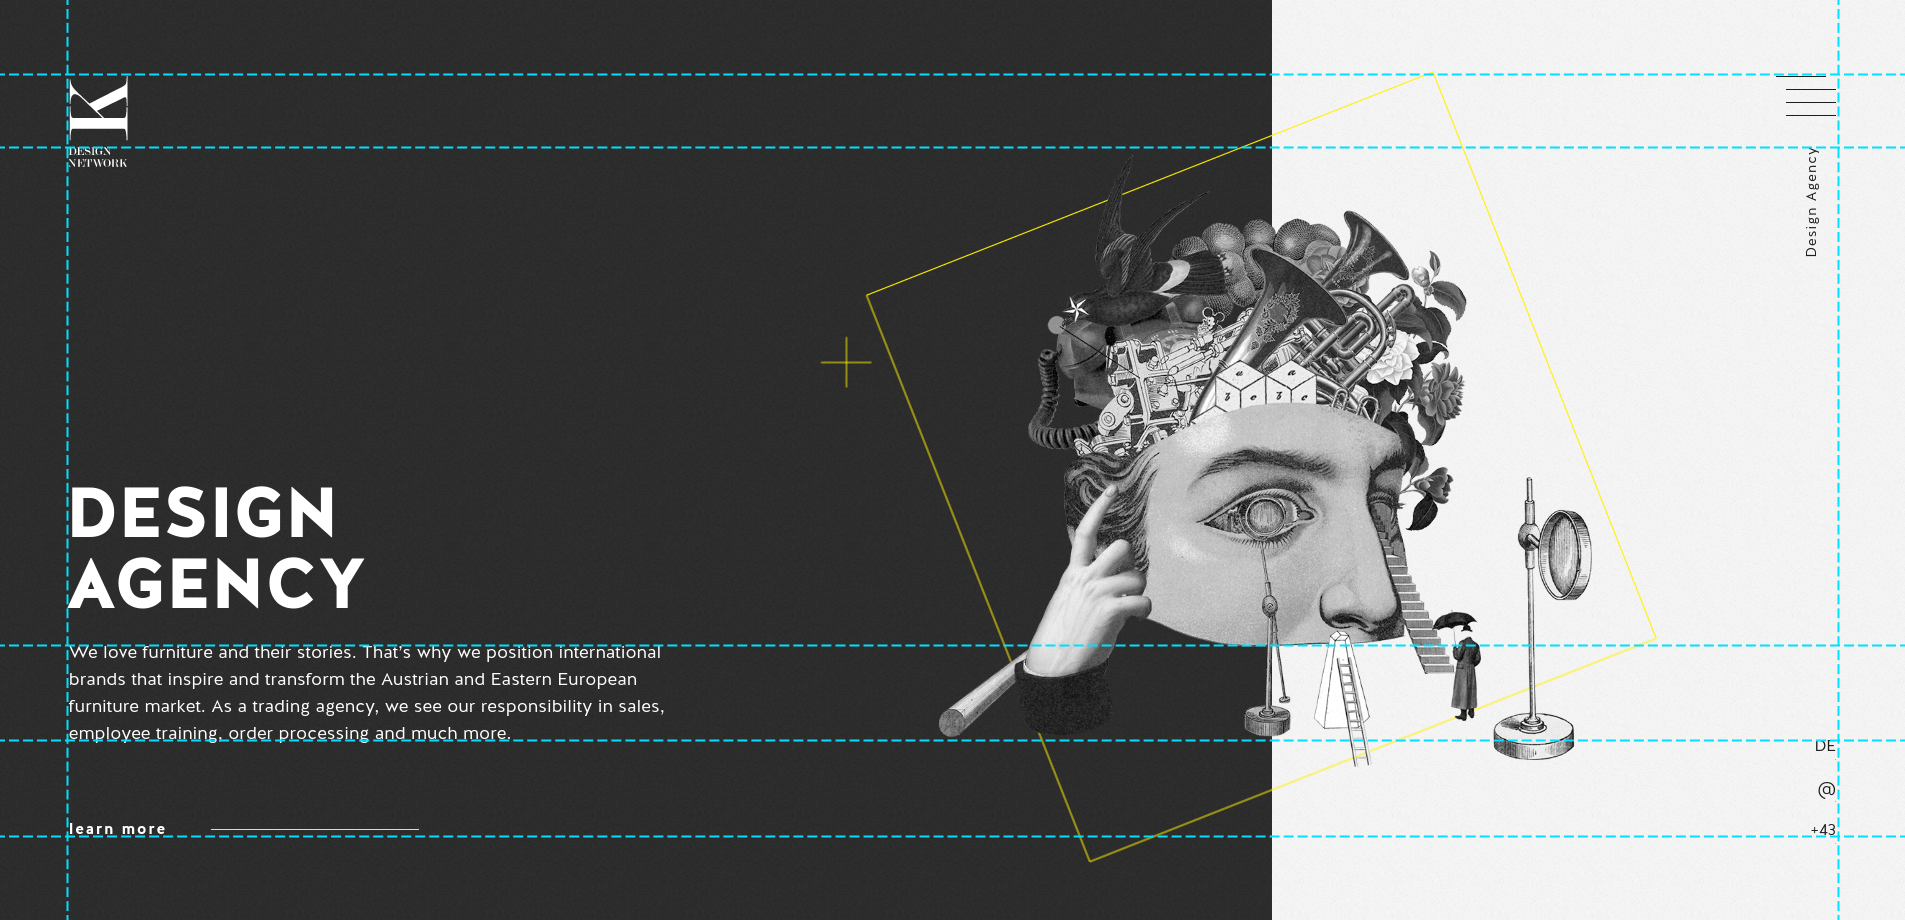 K
DESIGN
NETWORK
Design Agency
DESIGN
AGENCY
We love furniture and their stories. That's why we position international
brands that inspire and transform the Austrian and Eastern European
furniture market. As a trading agency, we see our responsibility in sales,
employee training, order processing and much more.
learn more
DE
@
+43